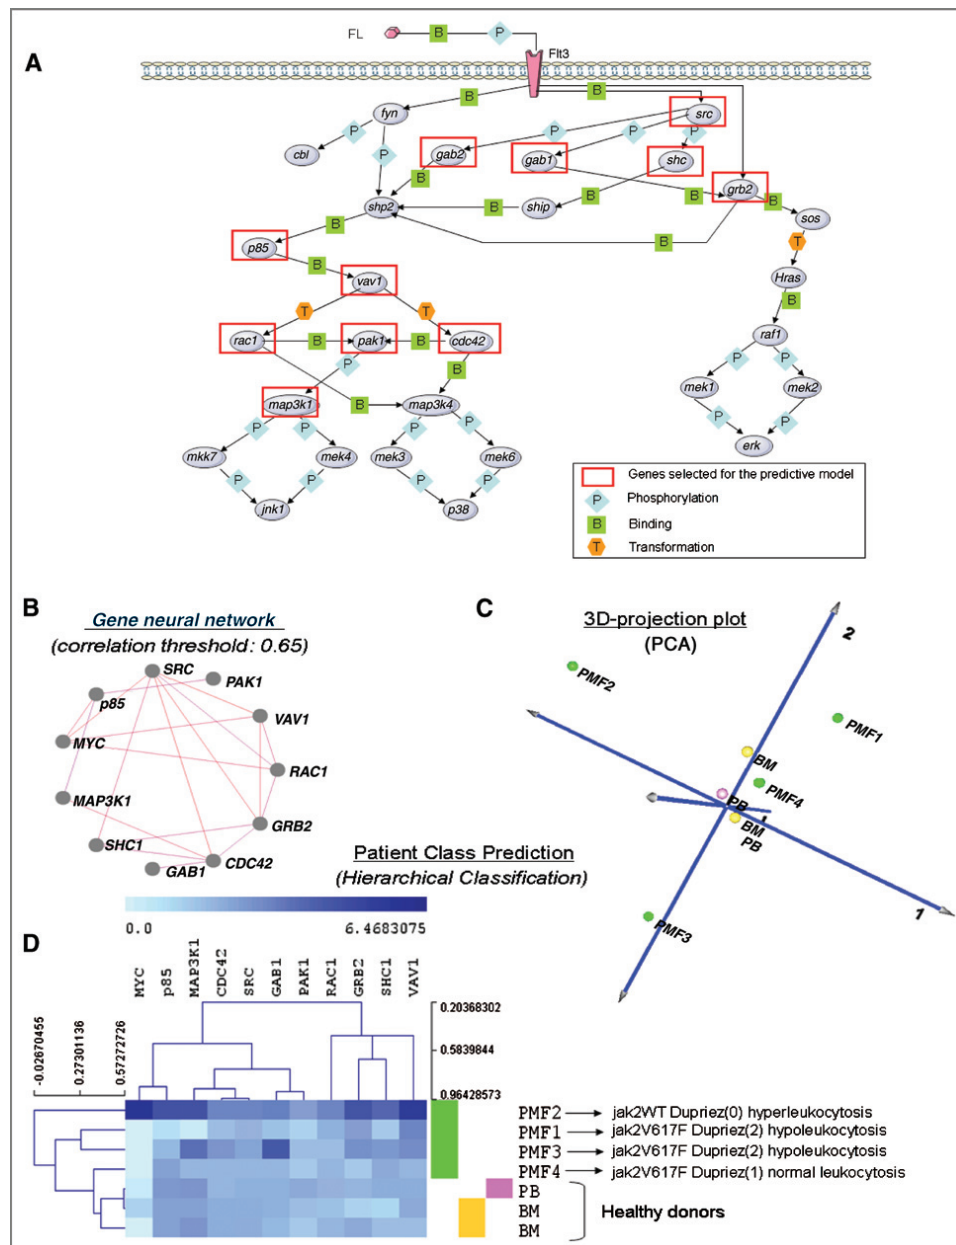 A
FL
B
P
Flt3
B
B
fyn
src
P
P
P
P
P
cbl
gab2
gab1
shc
B
grb2
shp2
B
ship
B
B
B
sos
B
B
T
p85
B
vav1
Hras
T
T
B
rac1
B
pak1
B
cdc42
raf1
P
B
P
P
map3k1
B
map3k4
mek1
mek2
P
P
P
P
P
P
mkk7
mek4
mek3
mek6
erk
P
P
P
P
jnk1
p38
Genes selected for the predictive model
P Phosphorylation
B Binding
T Transformation
B
Gene neural network
(correlation threshold: 0.65)
SRC
PAK1
p85
VAV1
MYC
RAC1
MAP3K1
GRB2
SHC1
CDC42
GAB1
C
3D-projection plot
(PCA)
2
PMF2
PMF1
BM
PMF4
PB
BM
PB
1
PMF3
Patient Class Prediction
(Hierarchical Classification)
0.0
6.4683075
D
MYC
p85
MAP3K1
CDC42
SRC
GAB1
PAK1
RAC1
GRB2
SHC1
VAV1
0.20368302
0.5839844
0.96428573
-0.02670455
0.27301136
0.57272726
PMF2 jak2WT Dupriez(0) hyperleukocytosis
PMF1 jak2V617F Dupriez(2) hypoleukocytosis
PMF3 jak2V617F Dupriez(2) hypoleukocytosis
PMF4 jak2V617F Dupriez(1) normal leukocytosis
PB
BM
BM
Healthy donors